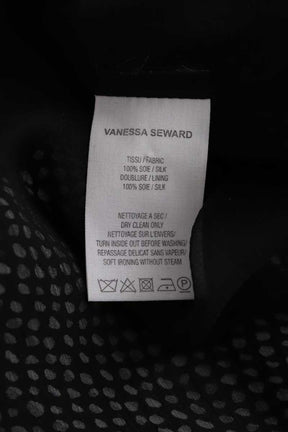 VANESSA SEWARD
TISSU / FABRIC
100% SOIE / SILK
DOUBLURE / LINING
100% SOIE / SILK
NETTOYAGE A SEC /
DRY CLEAN ONLY
NETTOYAGE SUR L'ENVERS/
TURN INSIDE OUT BEFORE WASHING/
REPASSAGE DELICAT SANS VAPEUR/
SOFT IRONING WITHOUT STEAM
P